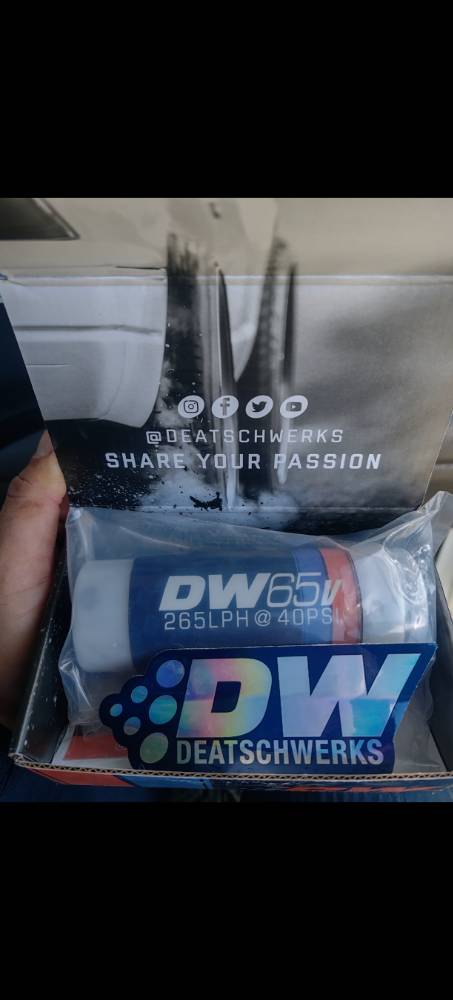 @DEATSCHWERKS
SHARE YOUR PASSION
DW65v
265LPH @ 40PSI
DW
DEATSCHWERKS